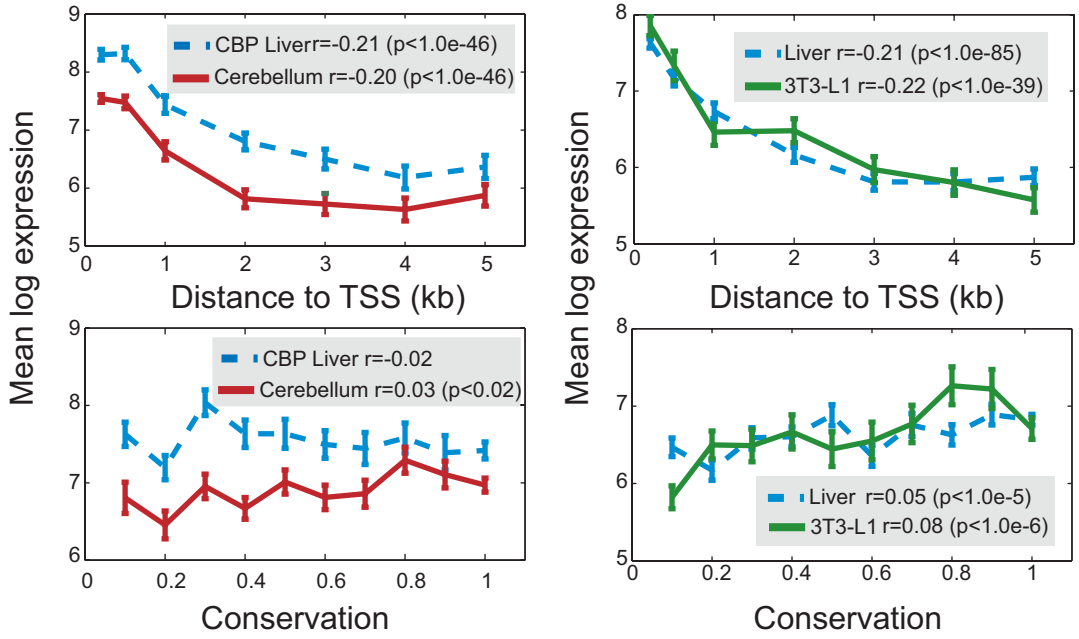 Mean log expression
9
8
7
6
5
CBP Liver r=-0.21 (p<1.0e-46)
Cerebellum r=-0.20 (p<1.0e-46)
0 1 2 3 4 5
Distance to TSS (kb)
Mean log expression
8
7
6
5
Liver r=-0.21 (p<1.0e-85)
3T3-L1 r=-0.22 (p<1.0e-39)
0 1 2 3 4 5
Distance to TSS (kb)
9
8
7
6
CBP Liver r=-0.02
Cerebellum r=0.03 (p<0.02)
0 0.2 0.4 0.6 0.8 1
Conservation
8
7
6
5
Liver r=0.05 (p<1.0e-5)
3T3-L1 r=0.08 (p<1.0e-6)
0 0.2 0.4 0.6 0.8 1
Conservation